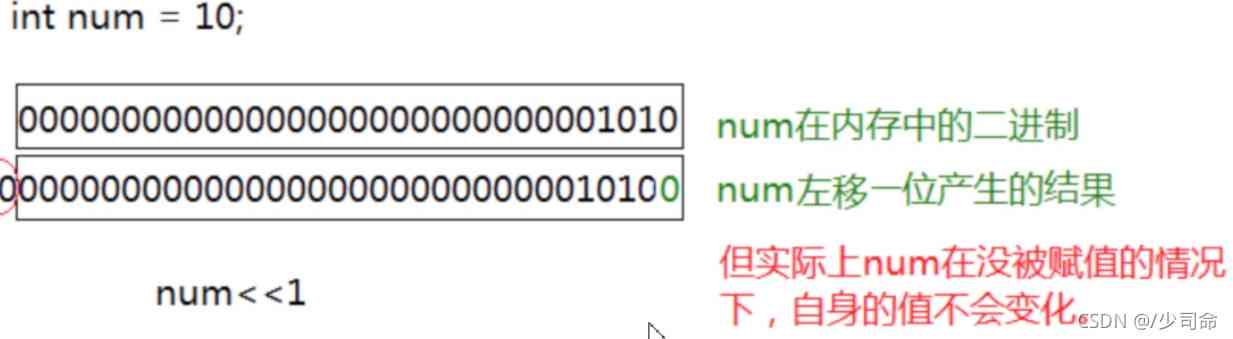 int num = 10;
00000000000000000000000000001010 num在内存中的二进制
000000000000000000000000000010100 num左移一位产生的结果
但实际上num在没被赋值的情况
num<<1
下，自身的值不会变化。
CSDN @/少司命